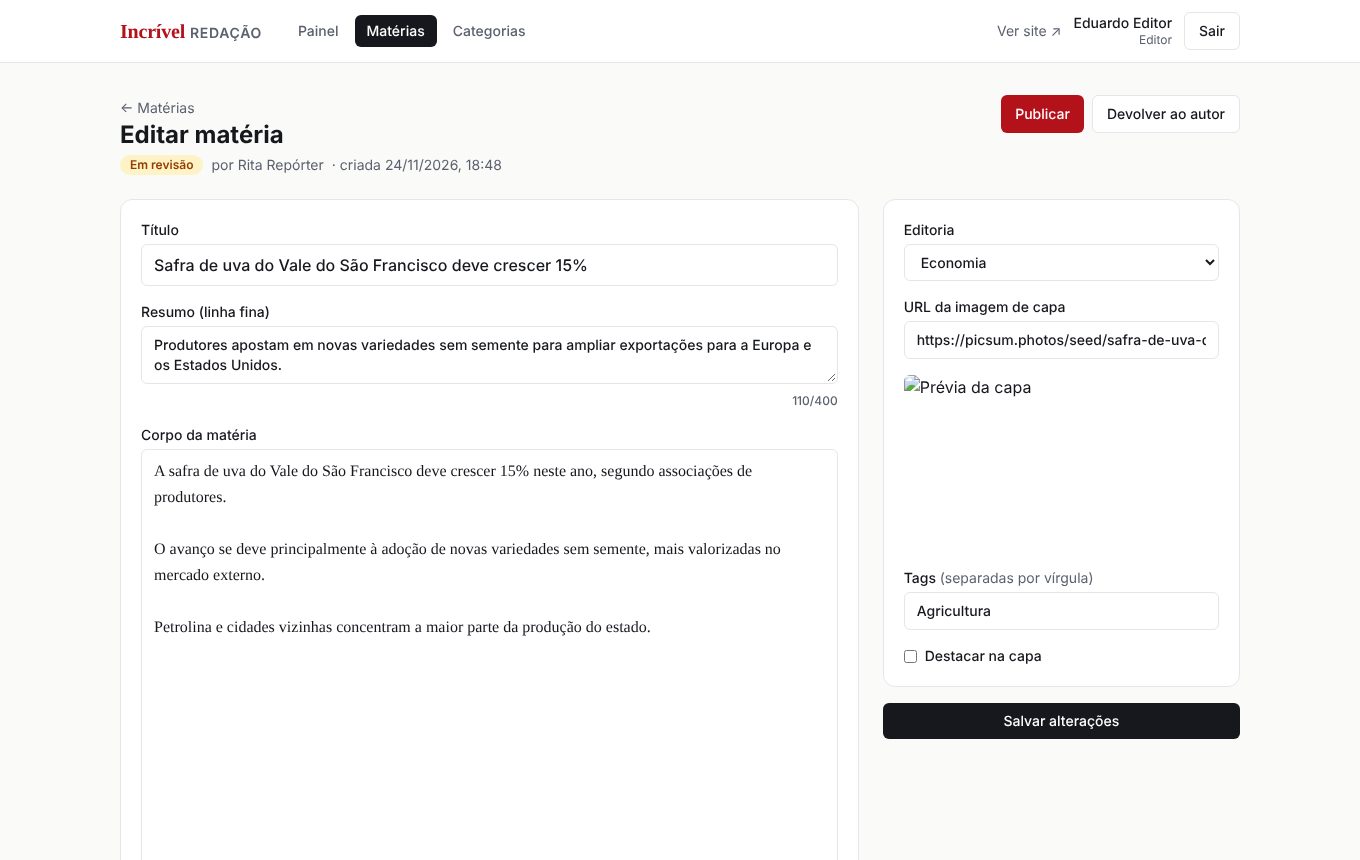 Incrível REDAÇÃO
Painel
Matérias
Categorias
Ver site ↗
Eduardo Editor
Editor
Sair
← Matérias
Editar matéria
Em revisão por Rita Repórter · criada 24/11/2026, 18:48
Publicar
Devolver ao autor
Título
Safra de uva do Vale do São Francisco deve crescer 15%
Resumo (linha fina)
Produtores apostam em novas variedades sem semente para ampliar exportações para a Europa e
os Estados Unidos.
110/400
Corpo da matéria
A safra de uva do Vale do São Francisco deve crescer 15% neste ano, segundo associações de
produtores.
O avanço se deve principalmente à adoção de novas variedades sem semente, mais valorizadas no
mercado externo.
Petrolina e cidades vizinhas concentram a maior parte da produção do estado.
Editoria
Economia
URL da imagem de capa
https://picsum.photos/seed/safra-de-uva-
Prévia da capa
Tags (separadas por vírgula)
Agricultura
Destacar na capa
Salvar alterações